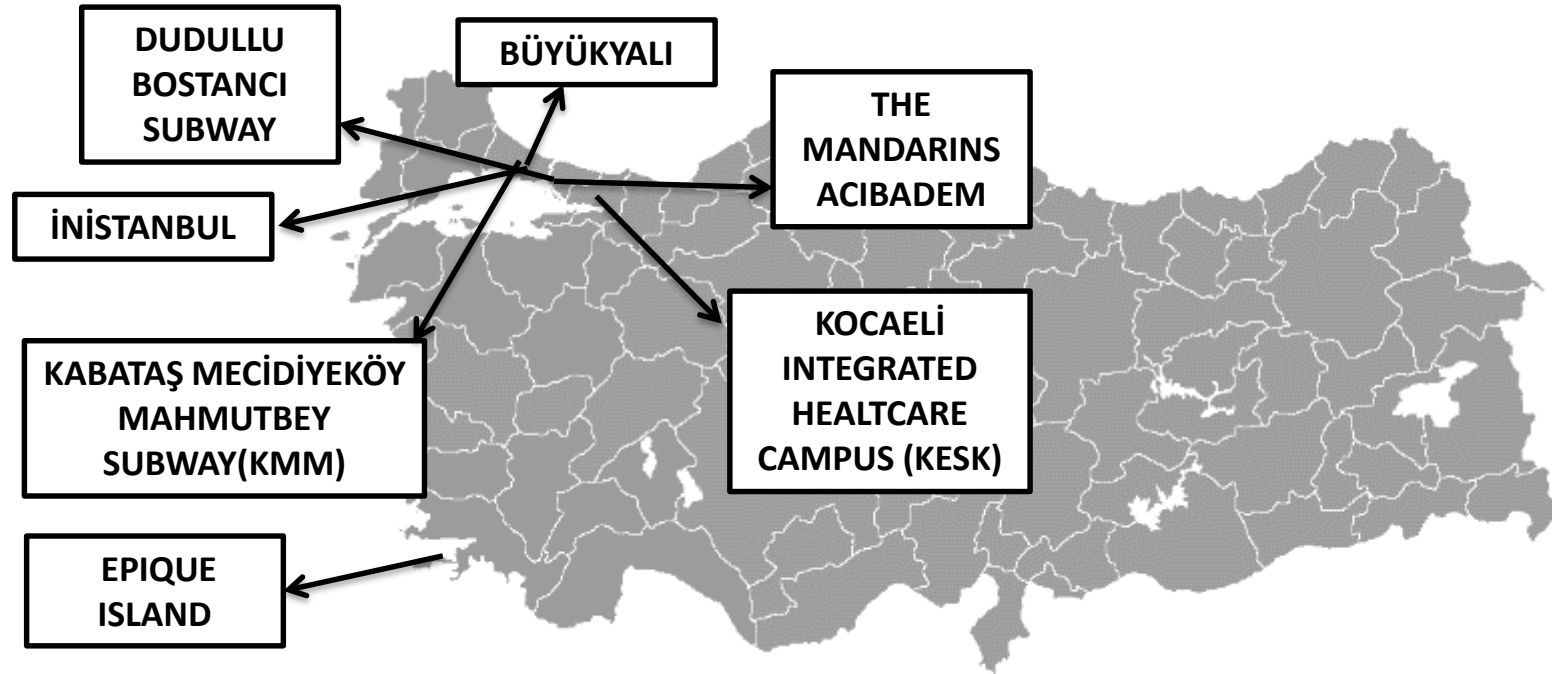 DUDULLU
BOSTANCI
SUBWAY
BÜYÜKYALI
THE
MANDARINS
ACIBADEM
İNİSTANBUL
KABATAŞ MECİDİYEKÖY
MAHMUTBEY
SUBWAY(KMM)
KOCAELİ
INTEGRATED
HEALTCARE
CAMPUS (KESK)
EPIQUE
ISLAND